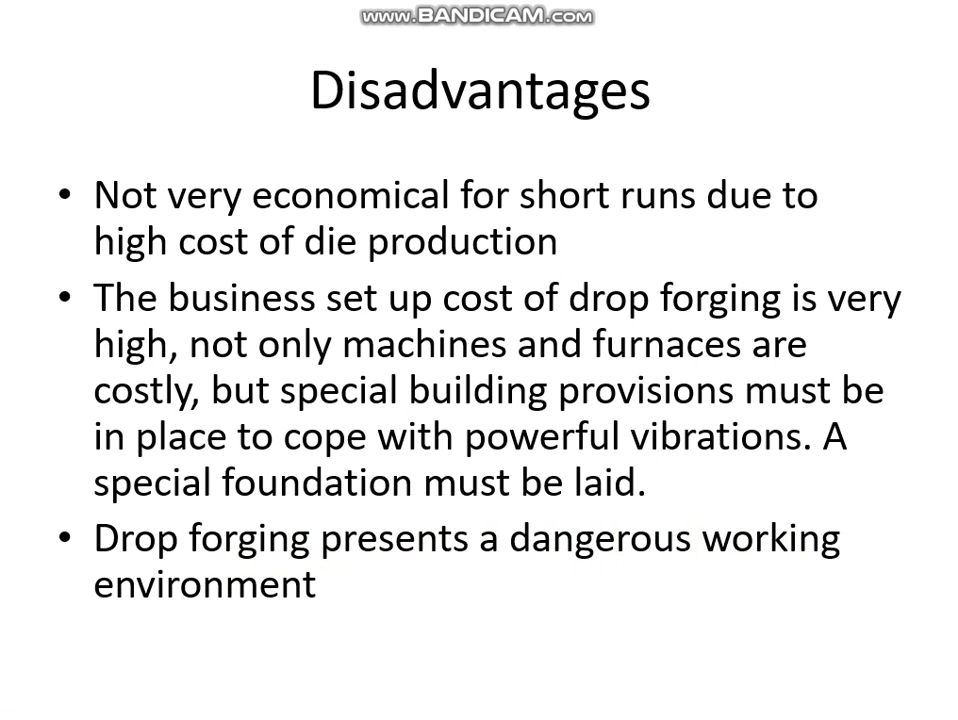 www.BANDICAM.com
Disadvantages
• Not very economical for short runs due to
high cost of die production
• The business set up cost of drop forging is very
high, not only machines and furnaces are
costly, but special building provisions must be
in place to cope with powerful vibrations. A
special foundation must be laid.
• Drop forging presents a dangerous working
environment